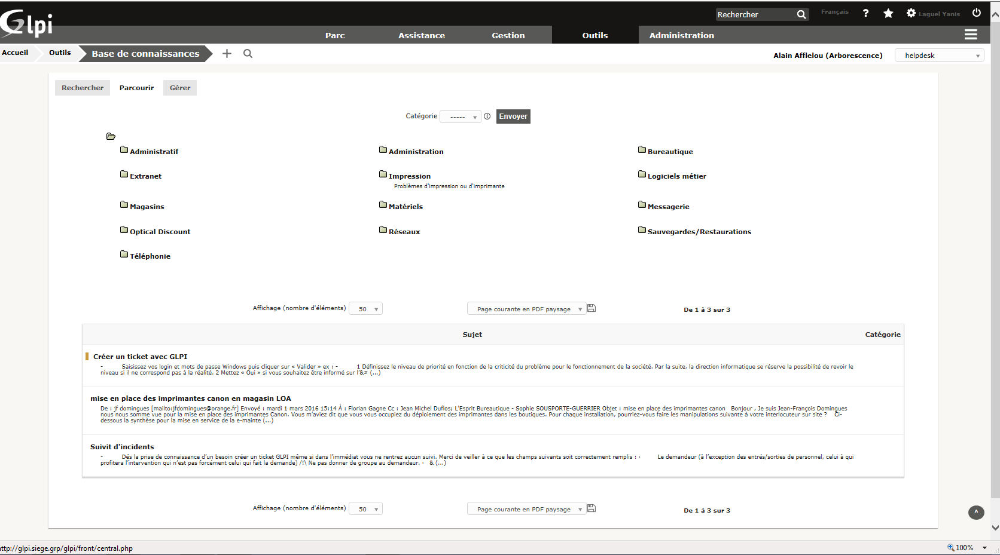 Glpi
Rechercher
Français
?
Laguel Yanis
Parc
Assistance
Gestion
Outils
Administration
Accueil
Outils
Base de connaissances
Alain Afflelou (Arborescence)
helpdesk
Rechercher
Parcourir
Gérer
Catégorie
-----
Envoyer
Administratif
Administration
Bureautique
Extranet
Impression
Logiciels métier
Problèmes d'impression ou d'imprimante
Magasins
Matériels
Messagerie
Optical Discount
Réseaux
Sauvegardes/Restaurations
Téléphonie
Affichage (nombre d'éléments)
50
Page courante en PDF paysage
De 1 à 3 sur 3
Sujet
Catégorie
Créer un ticket avec GLPI
- Saisissez vos login et mots de passe Windows puis cliquer sur « Valider » ex : - 1 Définissez le niveau de priorité en fonction de la criticité du problème pour le fonctionnement de la société. Par la suite, la direction informatique se réserve la possibilité de revoir le
niveau si il ne correspond pas à la réalité. 2 Mettez « Oui » si vous souhaitez être informé sur l'&# (...)
mise en place des imprimantes canon en magasin LOA
De : jf domingues [mailto:jfdomingues@orange.fr] Envoyé : mardi 1 mars 2016 15:14 À : Florian Gagne Cc : Jean Michel Duflos; L'Esprit Bureautique - Sophie SOUSPORTE-GUERRIER Objet : mise en place des imprimantes canon Bonjour , Je suis Jean-François Domingues
nous nous somme vue pour la mise en place des imprimantes Canon. Vous m'aviez dit que vous vous occupiez du déploiement des imprimantes dans les boutiques. Pour chaque installation, pourriez-vous faire les manipulations suivante à votre interlocuteur sur site ? Ci-
dessous la synthèse pour la mise en service de la e-mainte (...)
Suivit d'incidents
- Dés la prise de connaissance d'un besoin créer un ticket GLPI même si dans l'immédiat vous ne rentrez aucun suivi. Merci de veiller à ce que les champs suivants soit correctement remplis : · Le demandeur (à l'exception des entrés/sorties de personnel, celui à qui
profitera l'intervention qui n'est pas forcément celui qui fait la demande) /!\ Ne pas donner de groupe au demandeur. · & (...)
Affichage (nombre d'éléments)
50
Page courante en PDF paysage
De 1 à 3 sur 3
ttp://glpi.siege.grp/glpi/front/central.php
100%